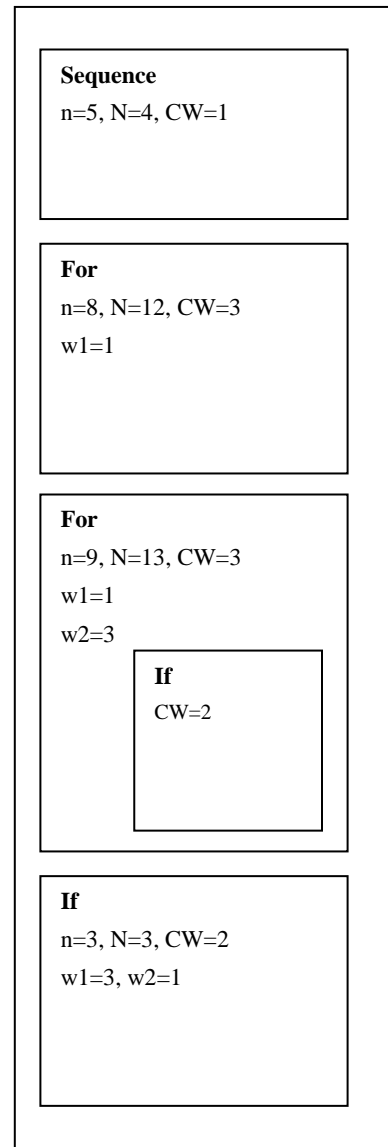 Sequence
n=5, N=4, CW=1
For
n=8, N=12, CW=3
w1=1
For
n=9, N=13, CW=3
w1=1
w2=3
If
CW=2
If
n=3, N=3, CW=2
w1=3, w2=1